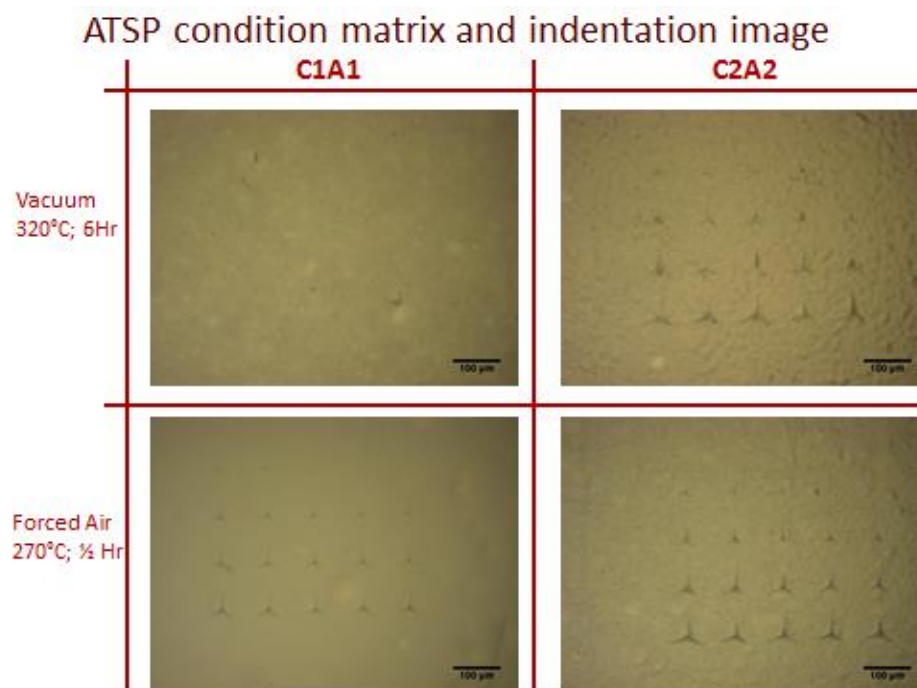 ATSP condition matrix and indentation image
C1A1
C2A2
Vacuum
320°C; 6Hr
100 µm
100 µm
Forced Air
270°C; ½ Hr
100 µm
100 µm